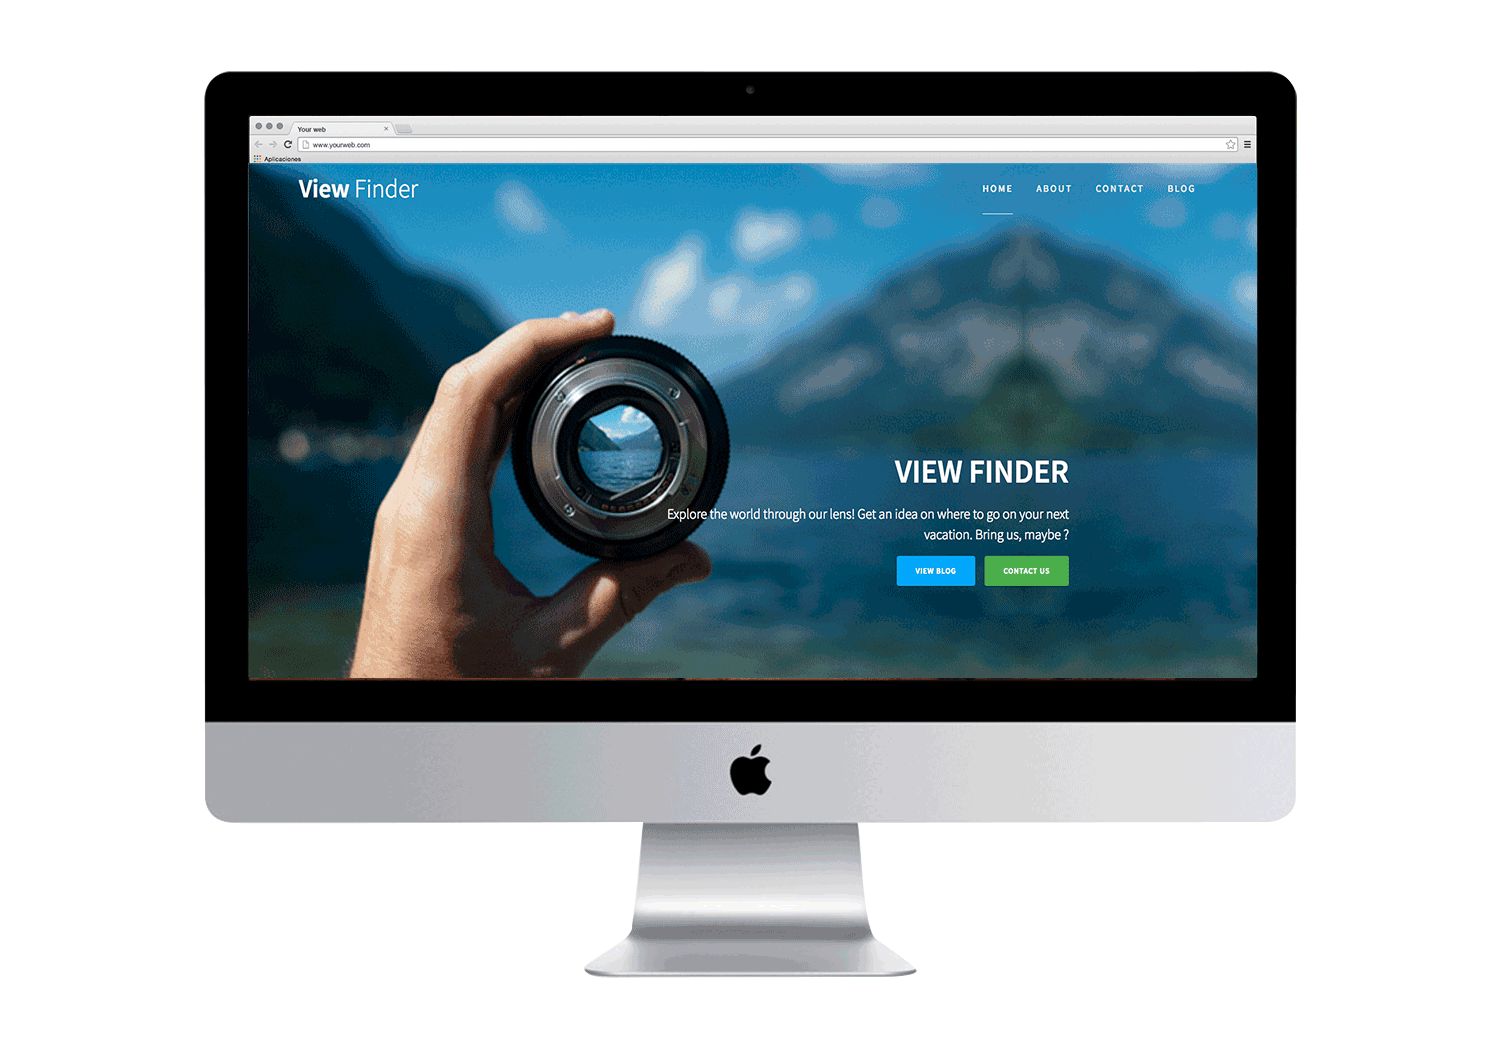 Your web
www.yourweb.com
Aplicaciones
View Finder
HOME ABOUT CONTACT BLOG
VIEW FINDER
Explore the world through our lens! Get an idea on where to go on your next
vacation. Bring us, maybe ?
VIEW BLOG CONTACT US